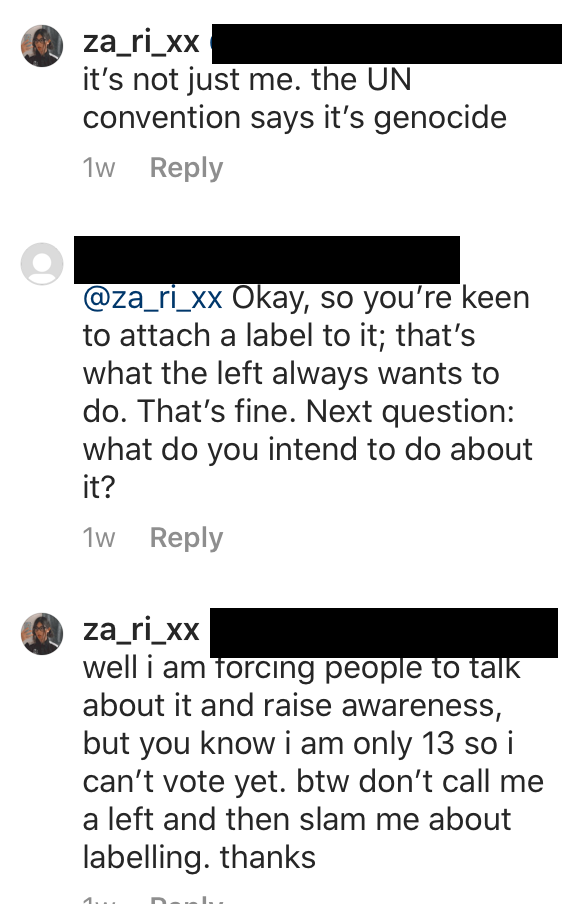 za_ri_xx
it's not just me. the UN
convention says it's genocide
1w Reply
@za_ri_xx Okay, so you're keen
to attach a label to it; that's
what the left always wants to
do. That's fine. Next question:
what do you intend to do about
it?
1w Reply
za_ri_xx
well i am forcing people to talk
about it and raise awareness,
but you know i am only 13 so i
can't vote yet. btw don't call me
a left and then slam me about
labelling. thanks
1w Reply